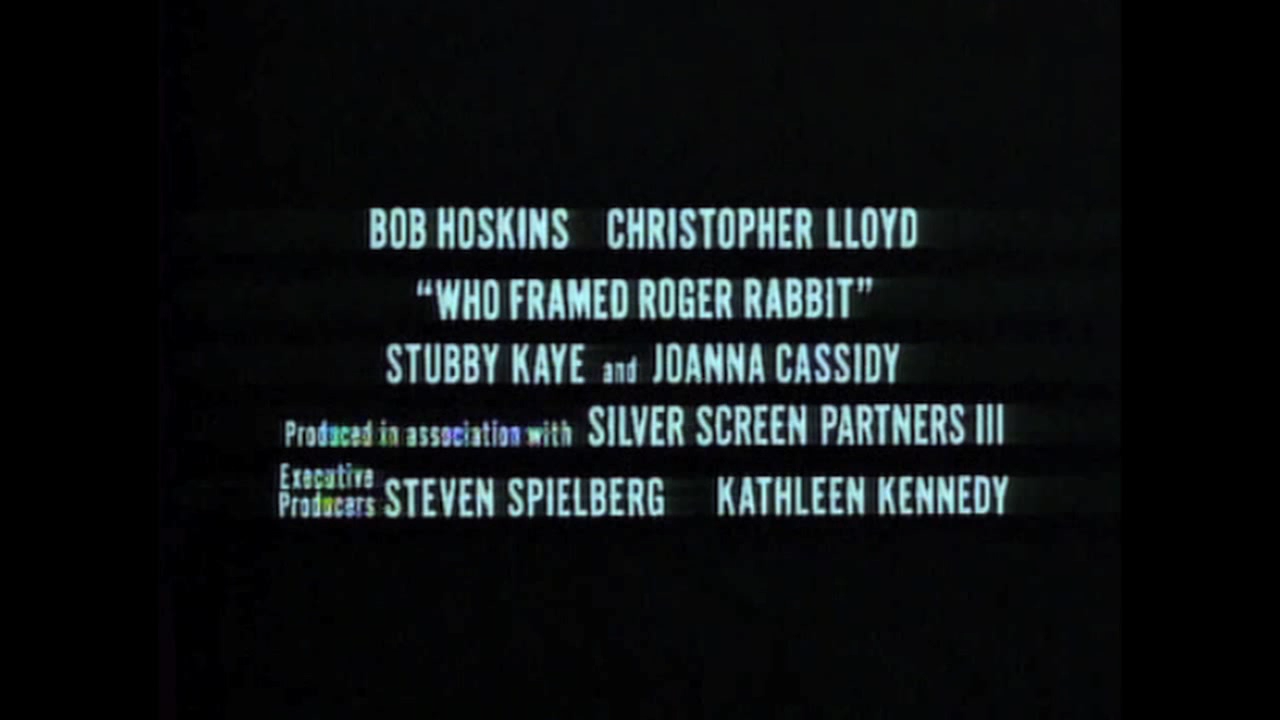 BOB HOSKINS CHRISTOPHER LLOYD
"WHO FRAMED ROGER RABBIT"
STUBBY KAYE and JOANNA CASSIDY
Produced in association with SILVER SCREEN PARTNERS III
Executive Producers STEVEN SPIELBERG KATHLEEN KENNEDY